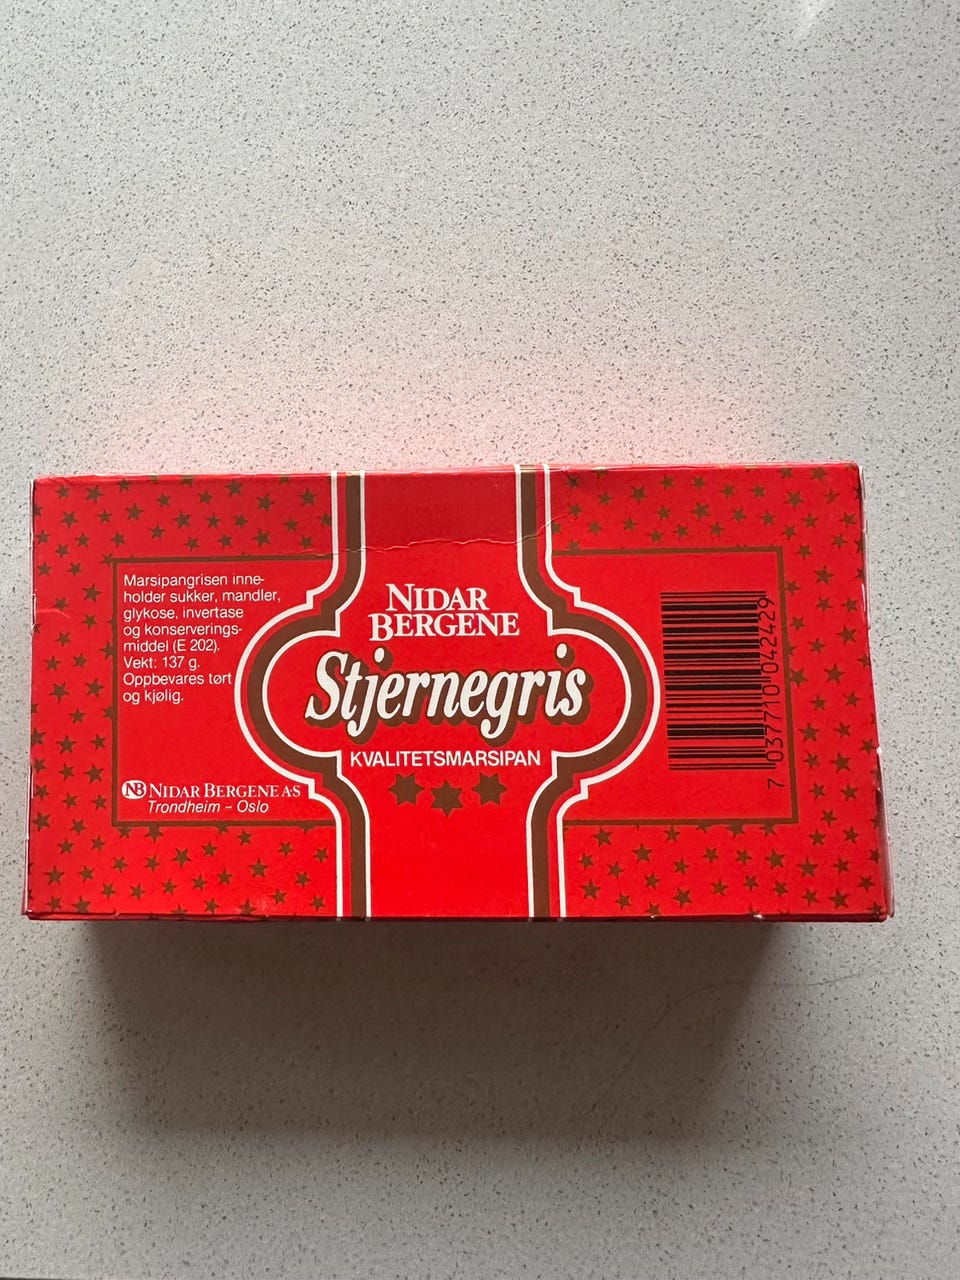 Marsipangrisen inne-
holder sukker, mandler,
glykose, invertase
og konserverings-
middel (E 202).
Vekt: 137 g.
Oppbevares tørt
og kjølig.
NB NIDAR BERGENE A·S
Trondheim – Oslo
NIDAR
BERGENE
Stjernegris
KVALITETSMARSIPAN
7 037710 042429